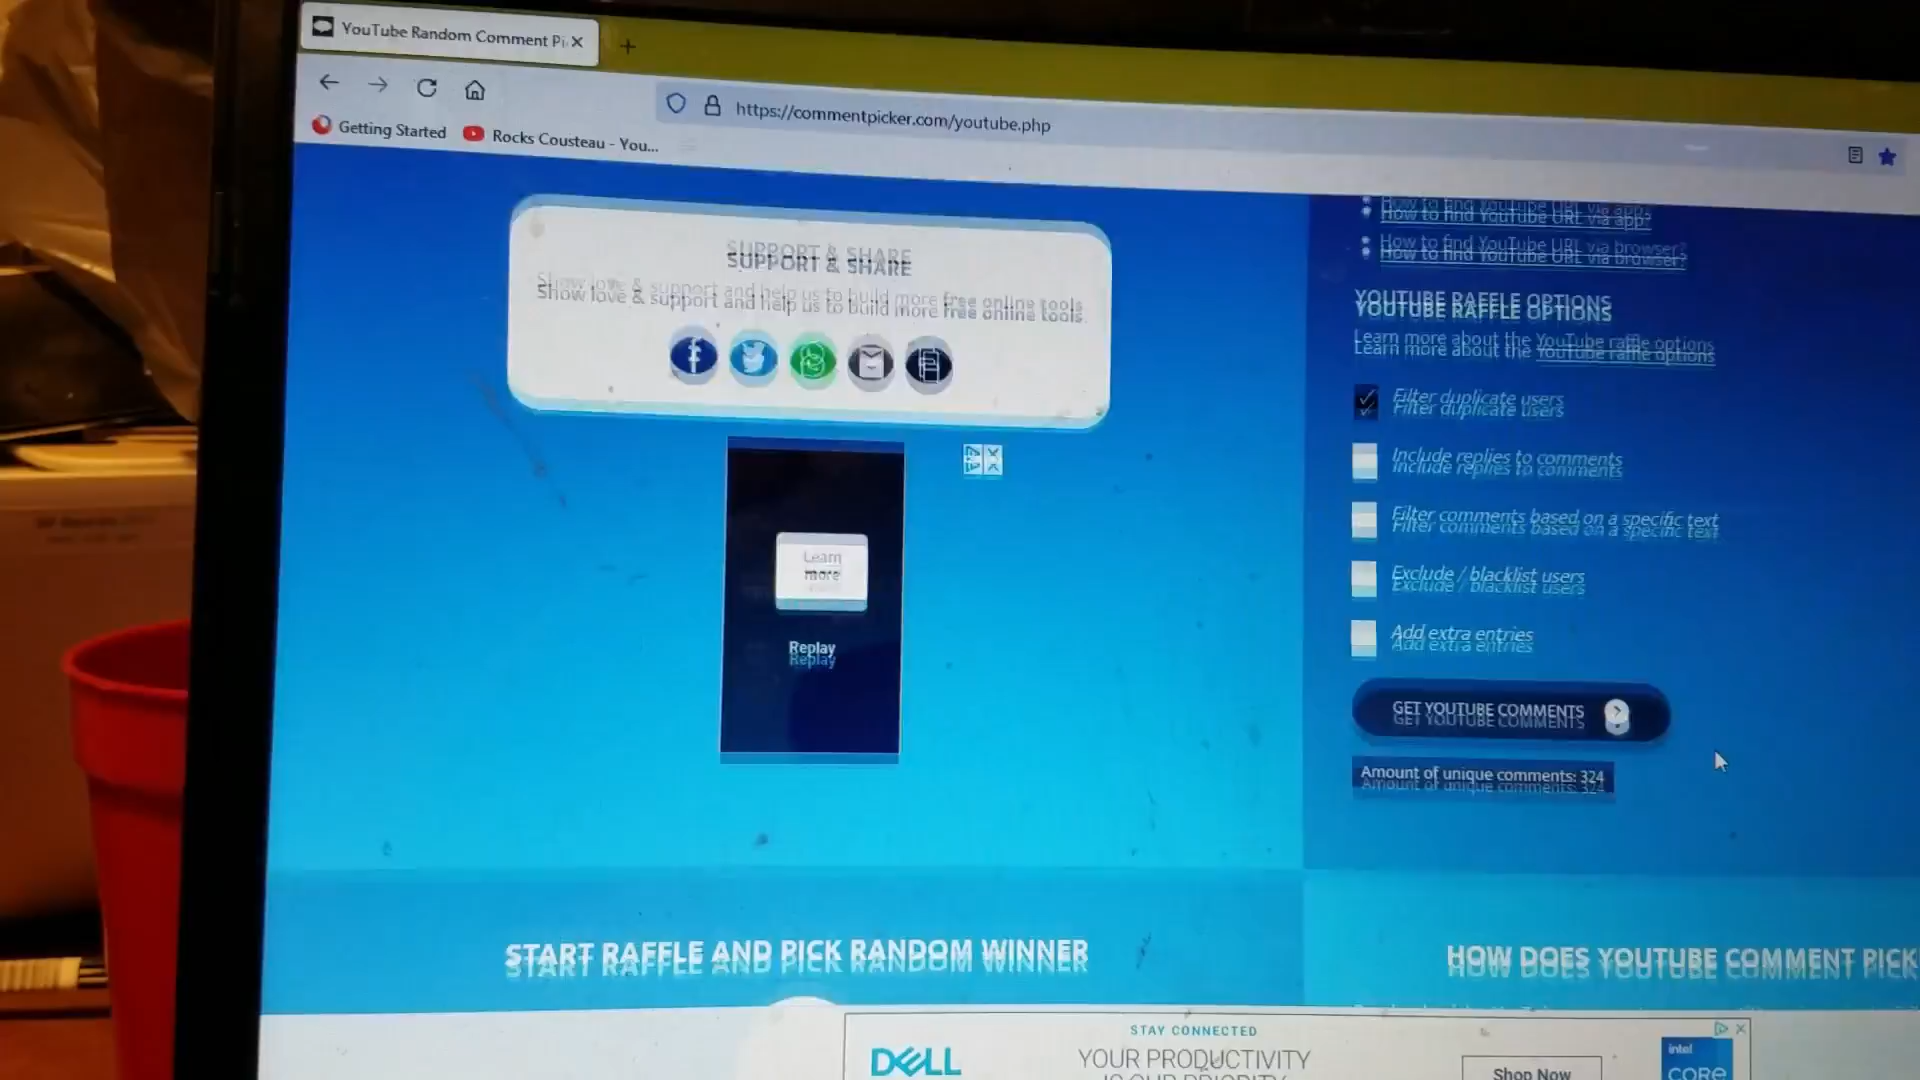 YouTube Random Comment Pi
Getting Started
Rocks Cousteau - You...
https://commentpicker.com/youtube.php
SUPPORT & SHARE
Show love & support and help us to build more free online tools.
Learn
more
Replay
How to find YouTube URL via app?
How to find YouTube URL via browser?
YOUTUBE RAFFLE OPTIONS
Learn more about the YouTube raffle options
Filter duplicate users
Include replies to comments
Filter comments based on a specific text
Exclude / blacklist users
Add extra entries
GET YOUTUBE COMMENTS
Amount of unique comments: 324
START RAFFLE AND PICK RANDOM WINNER
HOW DOES YOUTUBE COMMENT PICK
STAY CONNECTED
DELL
YOUR PRODUCTIVITY
IS OUR PRIORITY
Shop Now
intel
CORE